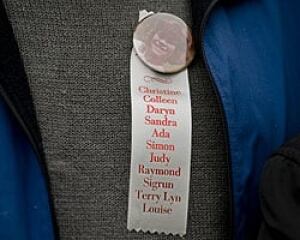 Christine
Colleen
Daryn
Sandra
Ada
Simon
Judy
Raymond
Sigrun
Terry Lyn
Louise